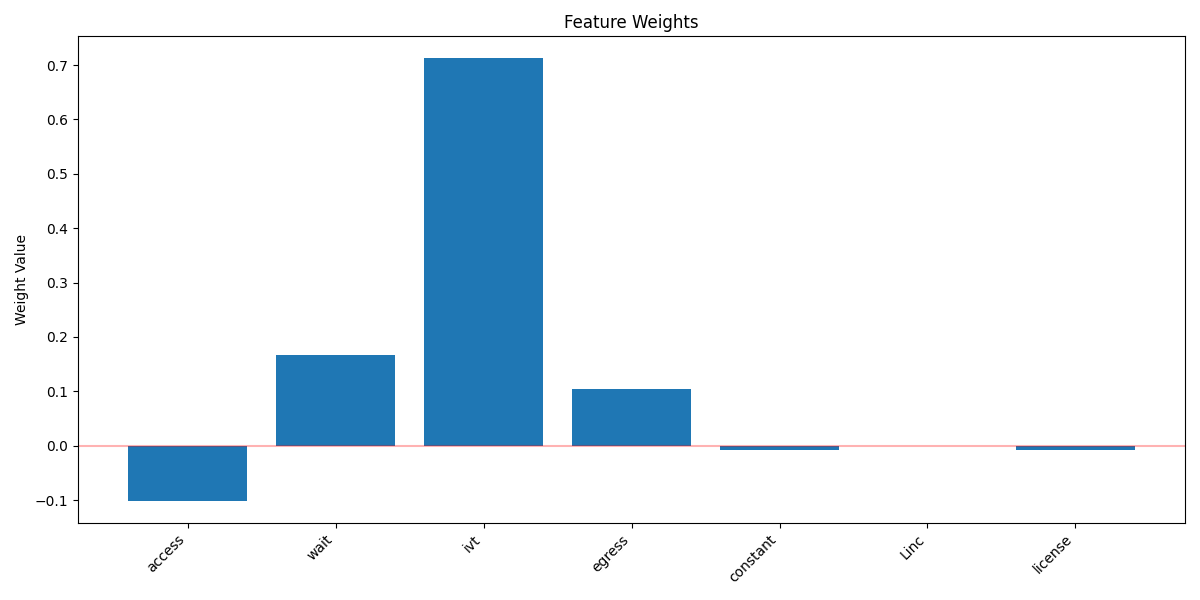 Feature Weights
Weight Value
0.7
0.6
0.5
0.4
0.3
0.2
0.1
0.0
−0.1
access
wait
ivt
egress
constant
Linc
license